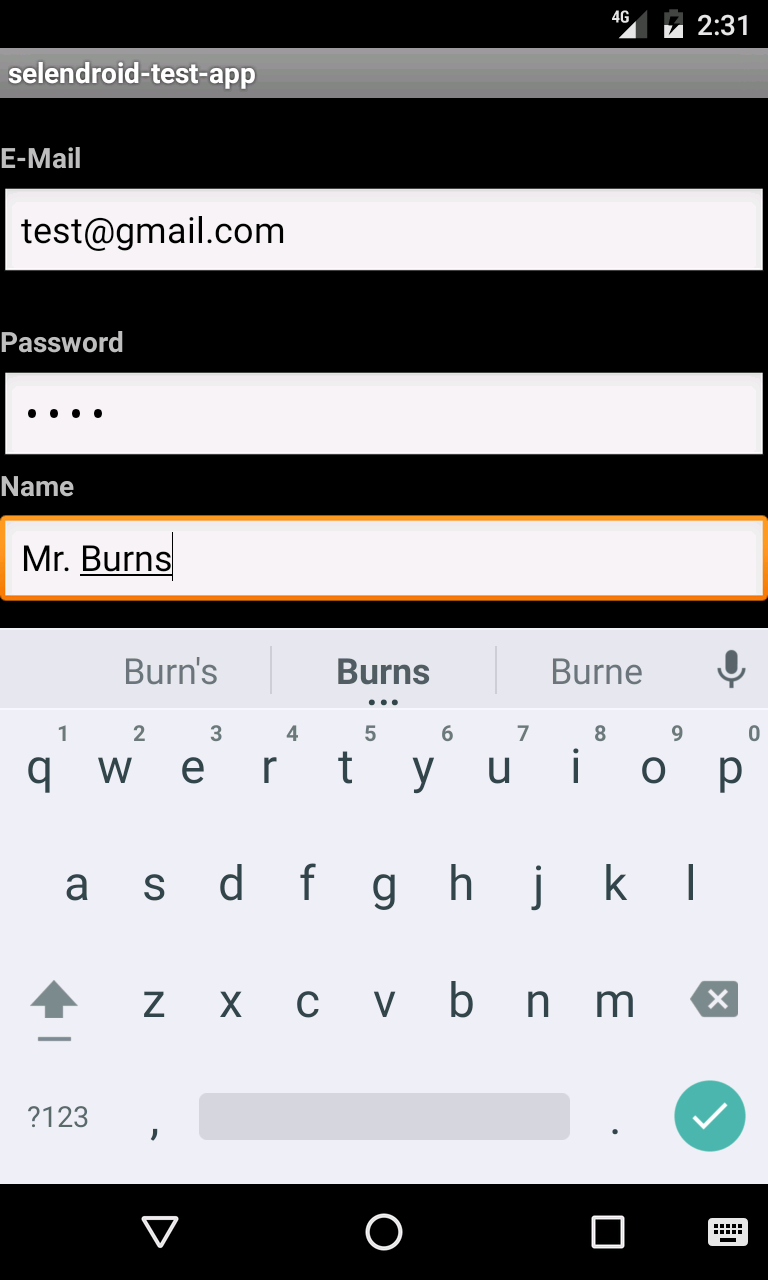 4G 2:31
selendroid-test-app
E-Mail
test@gmail.com
Password
••••
Name
Mr. Burns
Burn's Burns Burne
1 2 3 4 5 6 7 8 9 0
q w e r t y u i o p
a s d f g h j k l
z x c v b n m
?123 , .